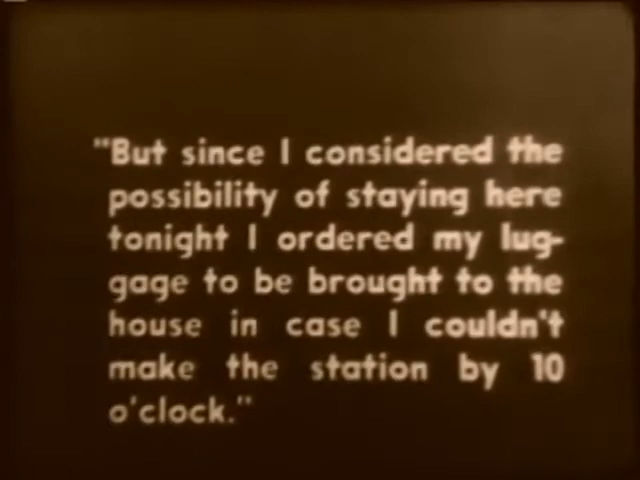 "But since I considered the
possibility of staying here
tonight I ordered my lug-
gage to be brought to the
house in case I couldn't
make the station by 10
o'clock."